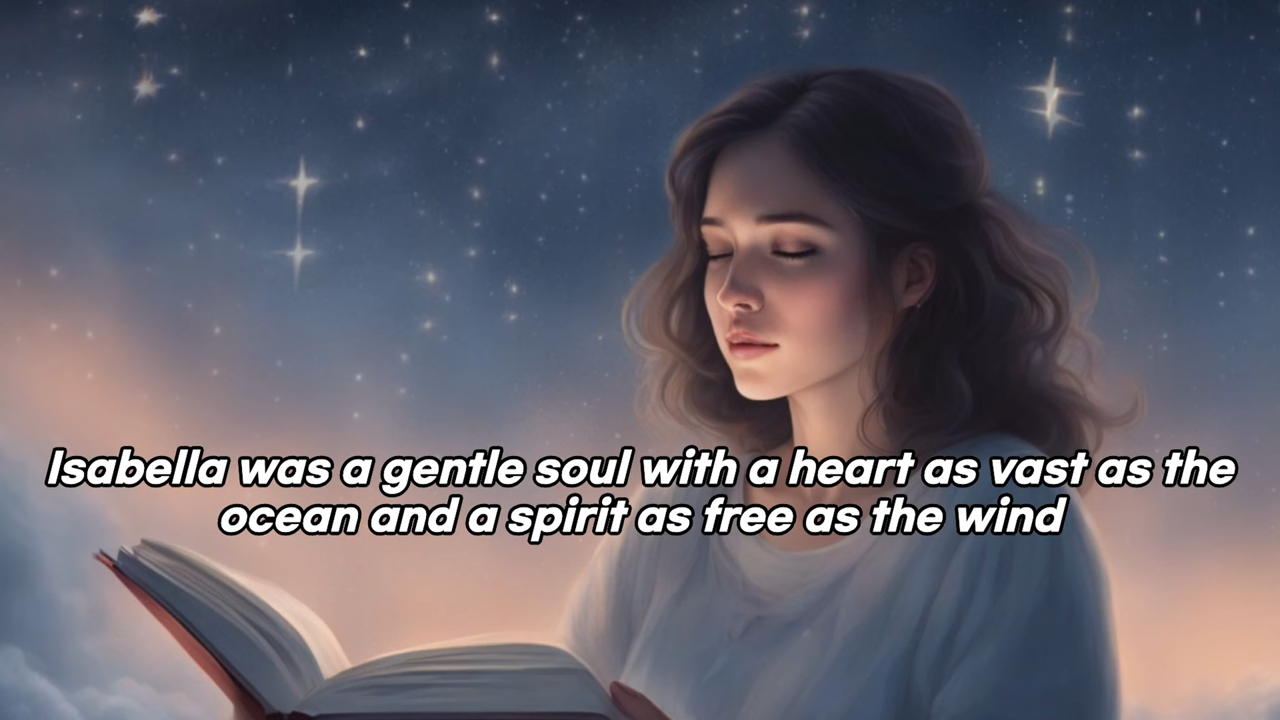 Isabella was a gentle soul with a heart as vast as the
ocean and a spirit as free as the wind